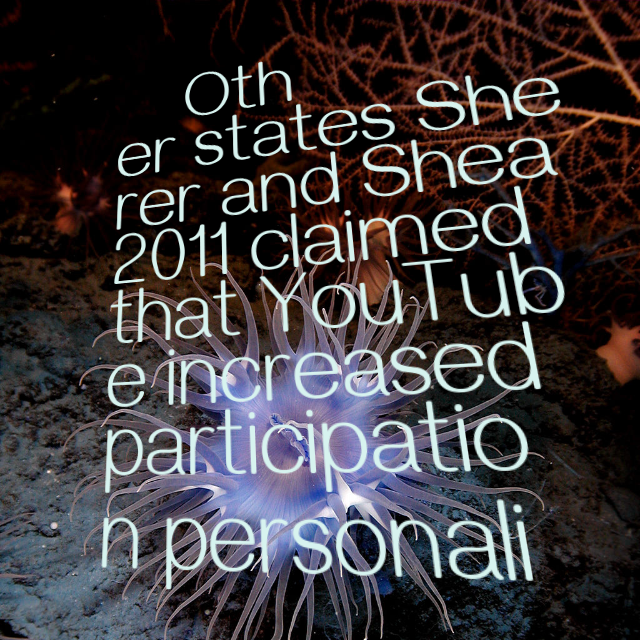 Oth
er states She
rer and Shea
2011 claimed
that YouTub
e increased
participatio
n personali